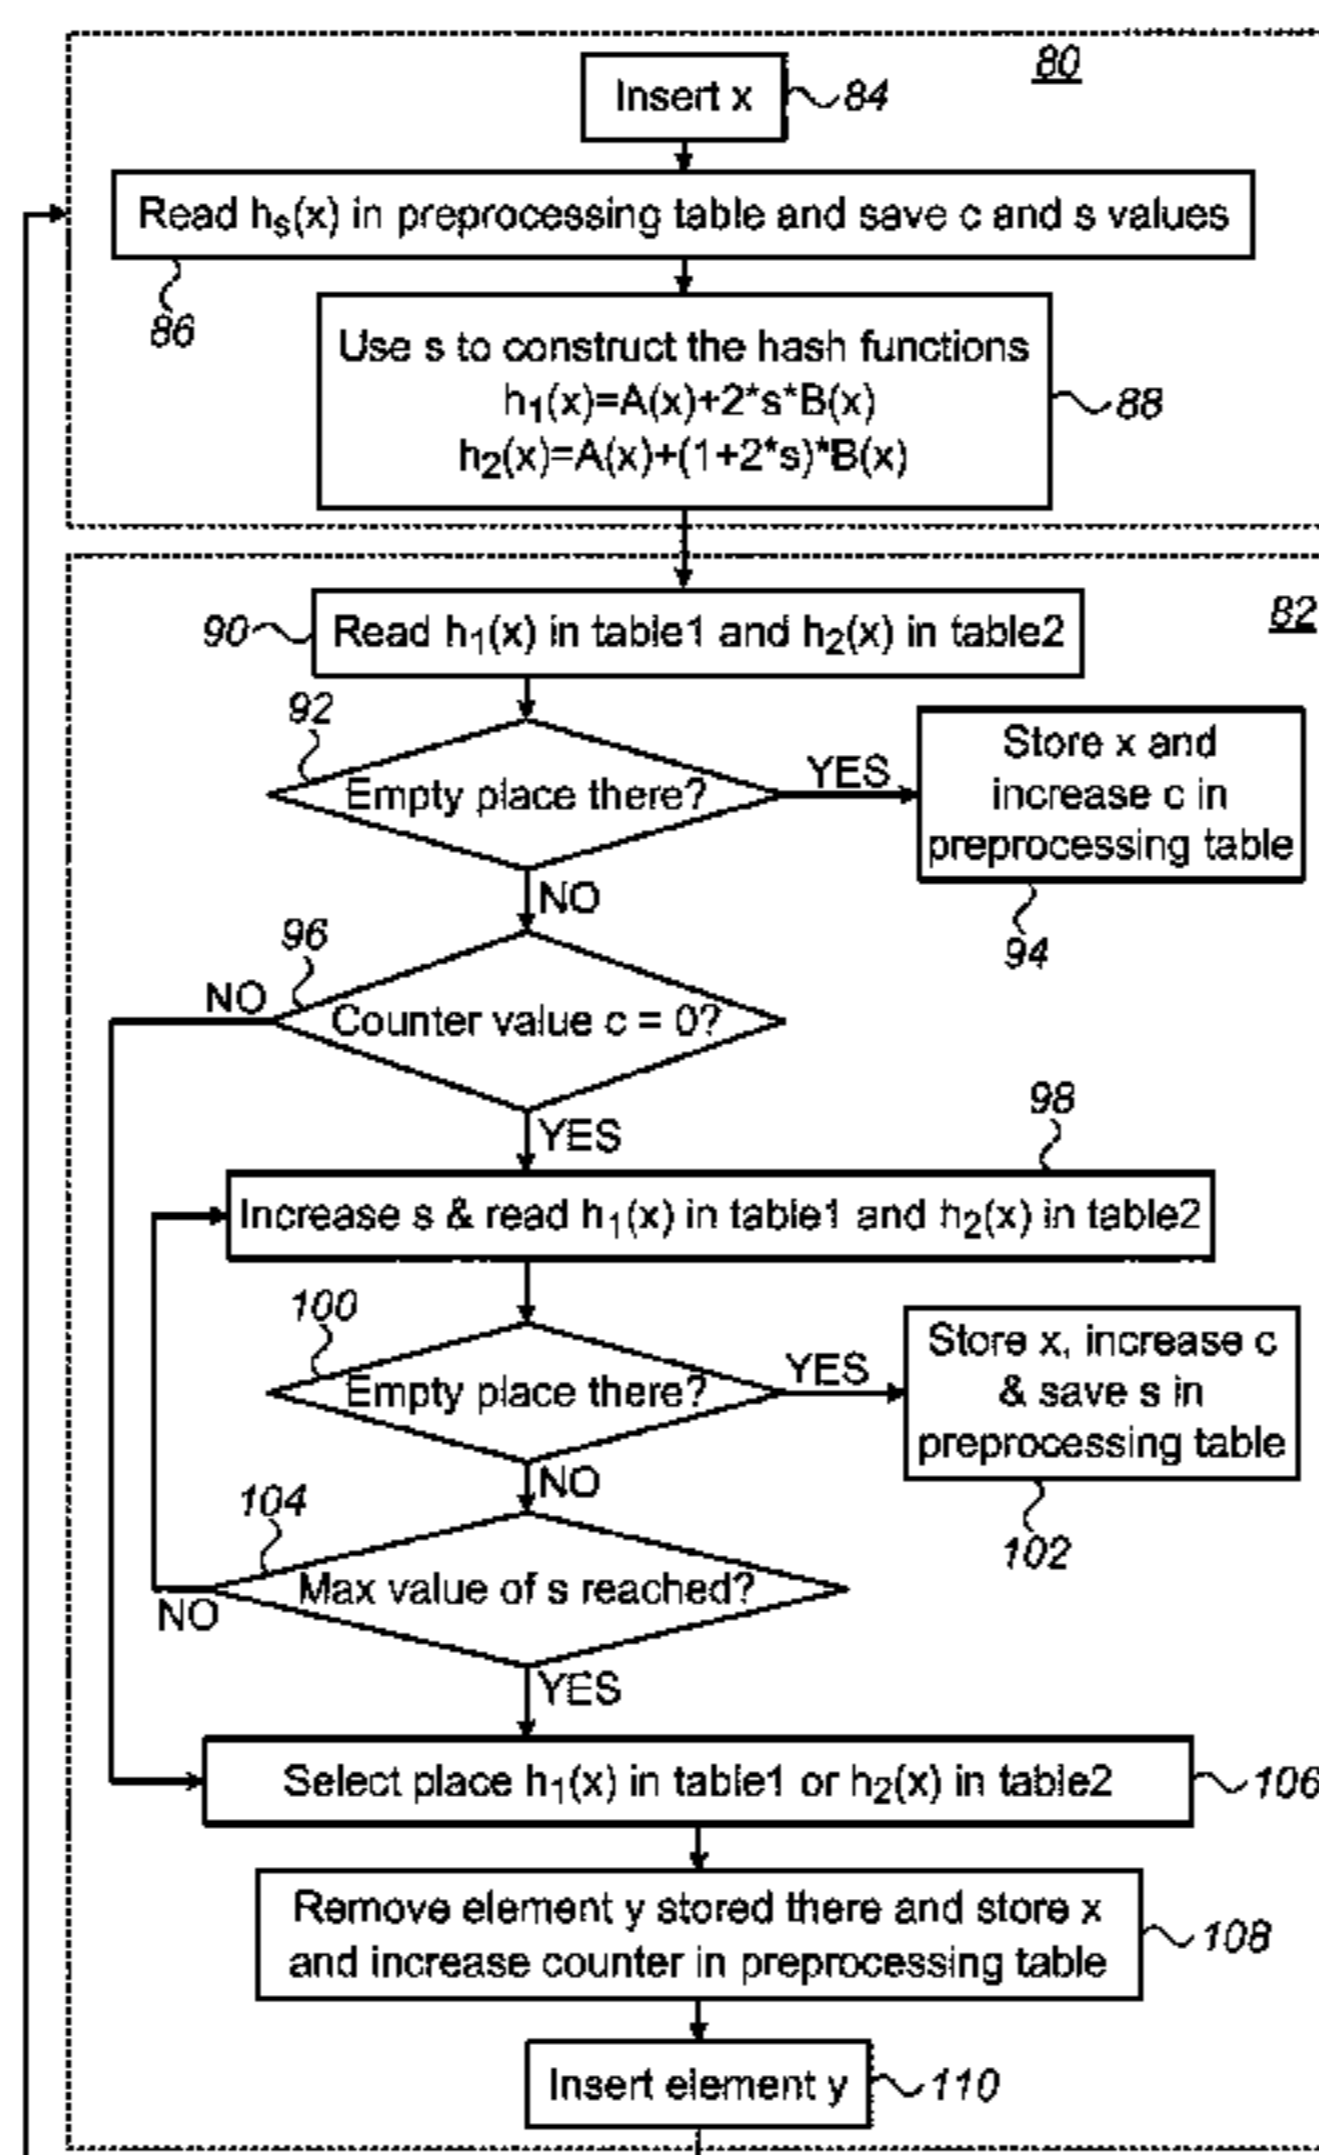 80
Insert x
84
Read hₛ(x) in preprocessing table and save c and s values
86
Use s to construct the hash functions
h₁(x)=A(x)+2*s*B(x)
h₂(x)=A(x)+(1+2*s)*B(x)
88
82
90
Read h₁(x) in table1 and h₂(x) in table2
92
Empty place there?
YES
Store x and
increase c in
preprocessing table
94
NO
96
NO
Counter value c = 0?
YES
98
Increase s & read h₁(x) in table1 and h₂(x) in table2
100
Empty place there?
YES
Store x, increase c
& save s in
preprocessing table
102
NO
104
Max value of s reached?
NO
YES
Select place h₁(x) in table1 or h₂(x) in table2
106
Remove element y stored there and store x
and increase counter in preprocessing table
108
Insert element y
110